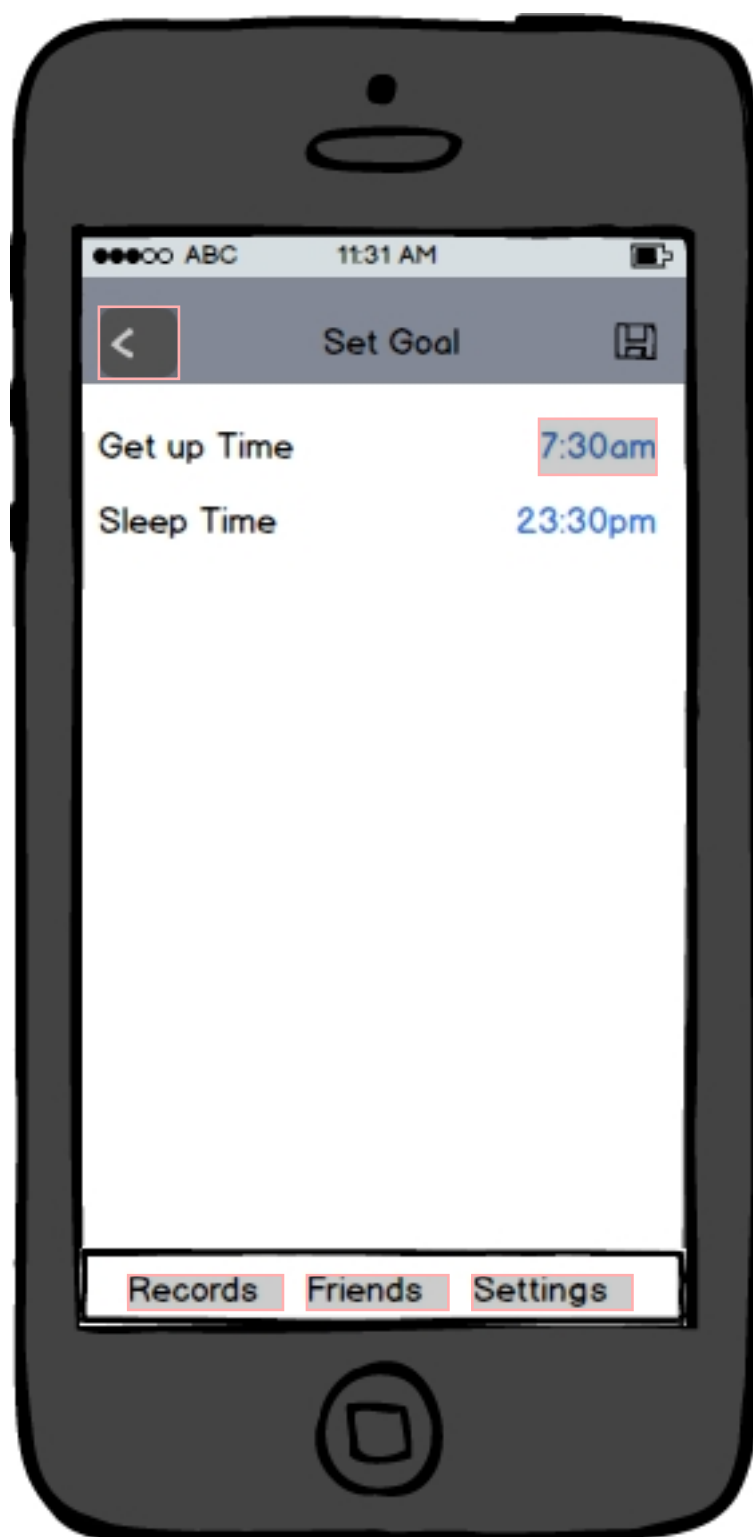 ABC 11:31 AM
Set Goal
Get up Time 7:30am
Sleep Time 23:30pm
Records Friends Settings